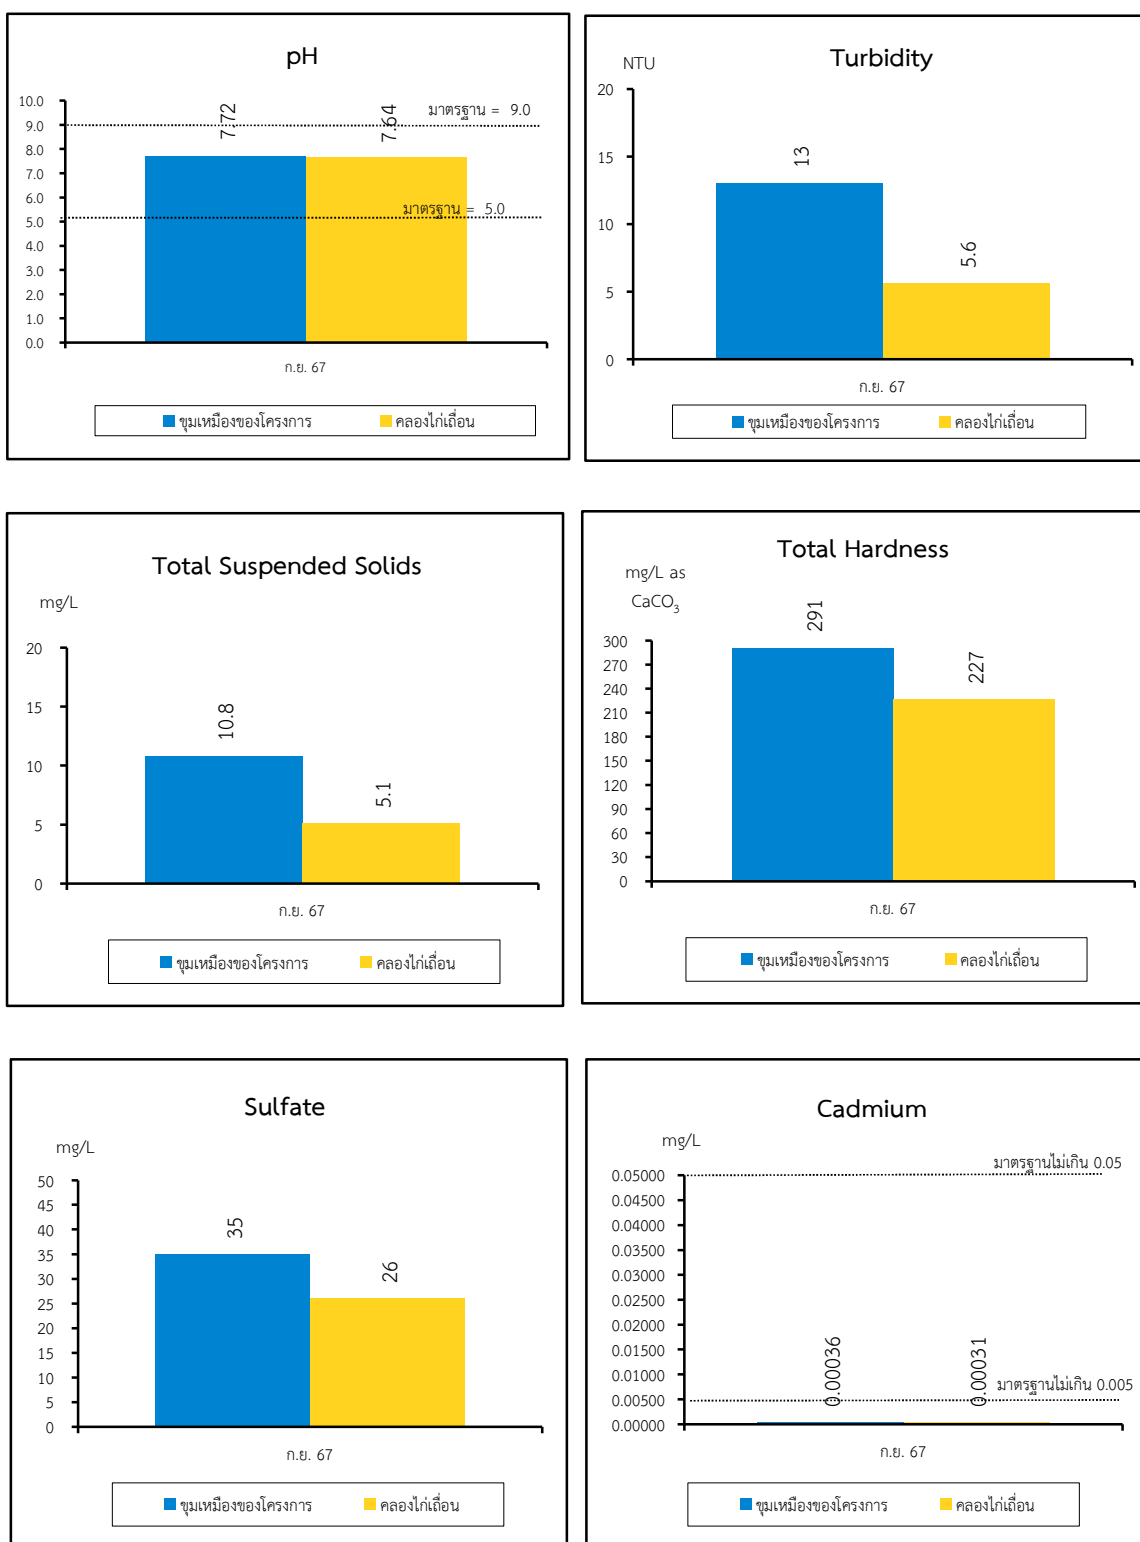 pH
10.0
9.0
8.0
7.0
6.0
5.0
4.0
3.0
2.0
1.0
0.0
7.72
7.64
มาตรฐาน = 9.0
มาตรฐาน = 5.0
ก.ย. 67
ขุมเหมืองของโครงการ คลองไก่เถื่อน
Turbidity
NTU
20
15
10
5
0
13
5.6
ก.ย. 67
ขุมเหมืองของโครงการ คลองไก่เถื่อน
Total Suspended Solids
mg/L
20
15
10
5
0
10.8
5.1
ก.ย. 67
ขุมเหมืองของโครงการ คลองไก่เถื่อน
Total Hardness
mg/L as
CaCO₃
300
270
240
210
180
150
120
90
60
30
0
291
227
ก.ย. 67
ขุมเหมืองของโครงการ คลองไก่เถื่อน
Sulfate
mg/L
50
45
40
35
30
25
20
15
10
5
0
35
26
ก.ย. 67
ขุมเหมืองของโครงการ คลองไก่เถื่อน
Cadmium
mg/L
0.05000
0.04500
0.04000
0.03500
0.03000
0.02500
0.02000
0.01500
0.01000
0.00500
0.00000
มาตรฐานไม่เกิน 0.05
0.00036
0.00031
มาตรฐานไม่เกิน 0.005
ก.ย. 67
ขุมเหมืองของโครงการ คลองไก่เถื่อน